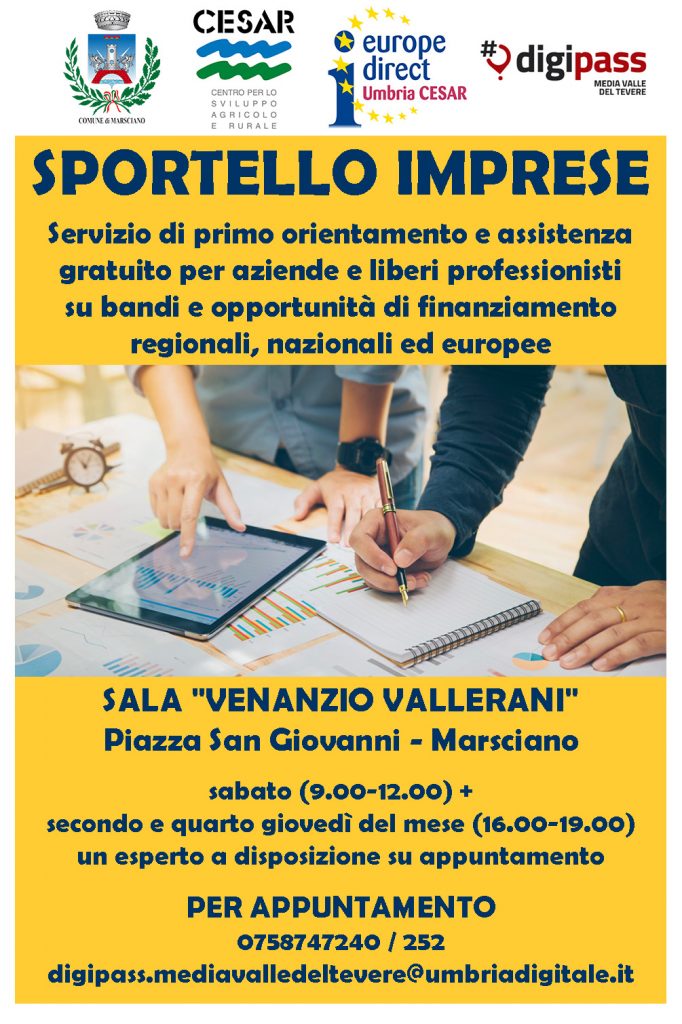 COMUNE di MARSCIANO
CESAR
CENTRO PER LO
SVILUPPO
AGRICOLO
E RURALE
i europe
direct
Umbria CESAR
#digipass
MEDIA VALLE
DEL TEVERE
SPORTELLO IMPRESE
Servizio di primo orientamento e assistenza
gratuito per aziende e liberi professionisti
su bandi e opportunità di finanziamento
regionali, nazionali ed europee
SALA "VENANZIO VALLERANI"
Piazza San Giovanni - Marsciano
sabato (9.00-12.00) +
secondo e quarto giovedì del mese (16.00-19.00)
un esperto a disposizione su appuntamento
PER APPUNTAMENTO
0758747240 / 252
digipass.mediavalledeltevere@umbriadigitale.it